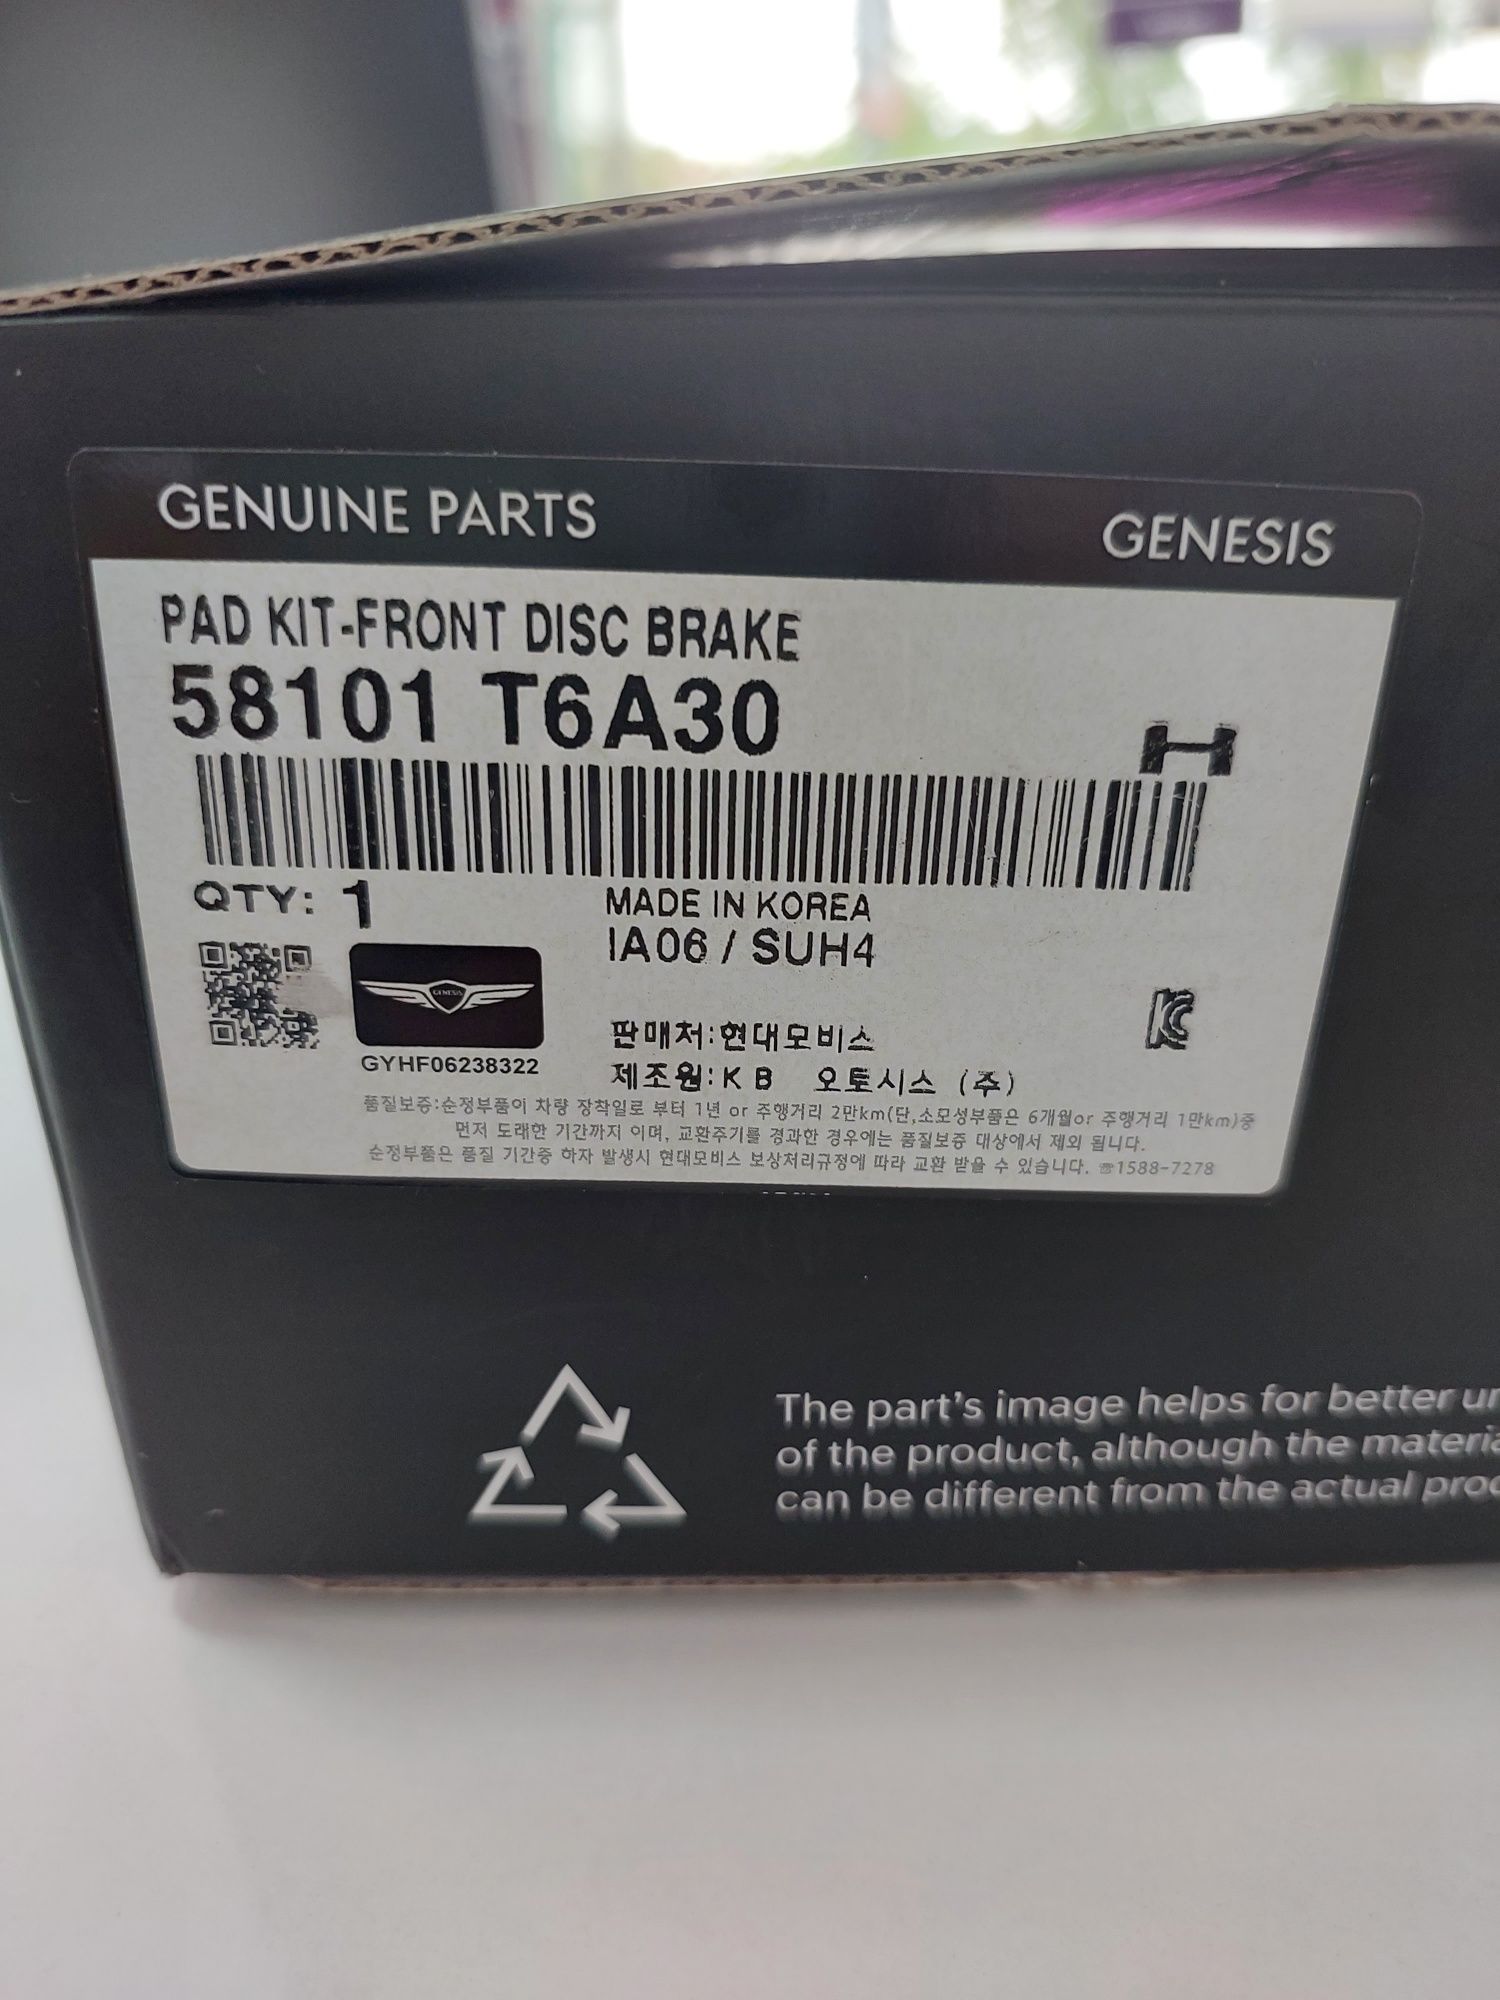 GENUINE PARTS GENESIS
PAD KIT-FRONT DISC BRAKE
58101 T6A30
H
QTY: 1 MADE IN KOREA
IA06 / SUH4
GENESIS
GYHF06238322
판매처:현대모비스
제조원:KB 오토시스 (주)
품질보증:순정부품이 차량 장착일로 부터 1년 or 주행거리 2만km(단,소모성부품은 6개월or 주행거리 1만km)중
먼저 도래한 기간까지 이며, 교환주기를 경과한 경우에는 품질보증 대상에서 제외 됩니다.
순정부품은 품질 기간중 하자 발생시 현대모비스 보상처리규정에 따라 교환 받을 수 있습니다. ☎1588-7278
The part's image helps for better
of the product, although the
can be different from the actual